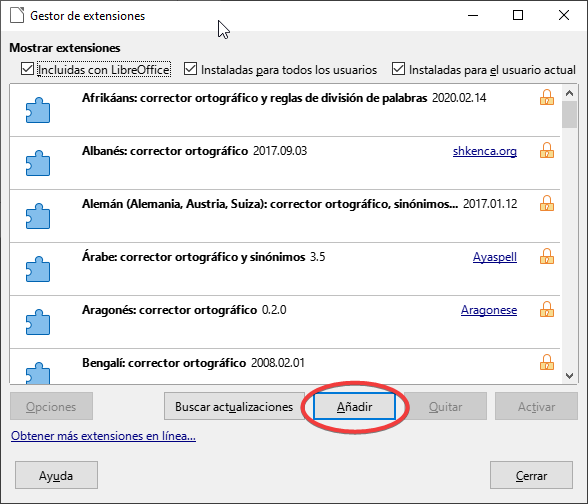 Gestor de extensiones
Mostrar extensiones
Incluidas con LibreOffice Instaladas para todos los usuarios Instaladas para el usuario actual
Afrikáans: corrector ortográfico y reglas de división de palabras 2020.02.14
Albanés: corrector ortográfico 2017.09.03 shkenca.org
Alemán (Alemania, Austria, Suiza): corrector ortográfico, sinónimos... 2017.01.12
Árabe: corrector ortográfico y sinónimos 3.5 Ayaspell
Aragonés: corrector ortográfico 0.2.0 Aragonese
Bengalí: corrector ortográfico 2008.02.01
Opciones Buscar actualizaciones Añadir Quitar Activar
Obtener más extensiones en línea...
Ayuda Cerrar